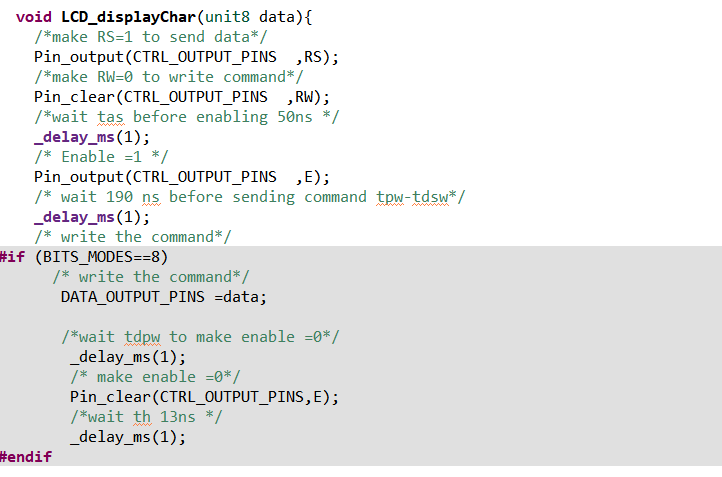 void LCD_displayChar(unit8 data){
/*make RS=1 to send data*/
Pin_output(CTRL_OUTPUT_PINS  ,RS);
/*make RW=0 to write command*/
Pin_clear(CTRL_OUTPUT_PINS  ,RW);
/*wait tas before enabling 50ns */
_delay_ms(1);
/* Enable =1 */
Pin_output(CTRL_OUTPUT_PINS  ,E);
/* wait 190 ns before sending command tpw-tdsw*/
_delay_ms(1);
/* write the command*/
#if (BITS_MODES==8)
/* write the command*/
DATA_OUTPUT_PINS =data;
/*wait tdpw to make enable =0*/
_delay_ms(1);
/* make enable =0*/
Pin_clear(CTRL_OUTPUT_PINS,E);
/*wait th 13ns */
_delay_ms(1);
#endif